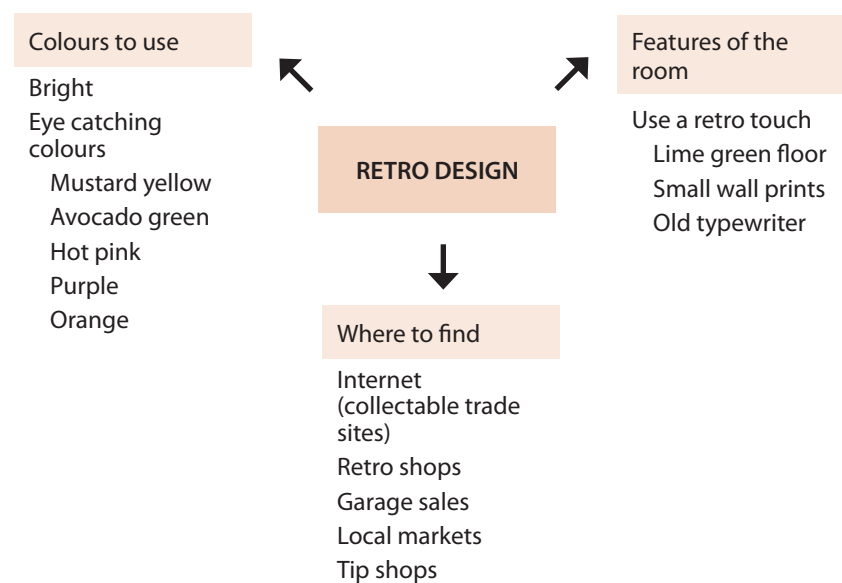 Colours to use
Bright
Eye catching
colours
Mustard yellow
Avocado green
Hot pink
Purple
Orange
RETRO DESIGN
Features of the
room
Use a retro touch
Lime green floor
Small wall prints
Old typewriter
Where to find
Internet
(collectable trade
sites)
Retro shops
Garage sales
Local markets
Tip shops